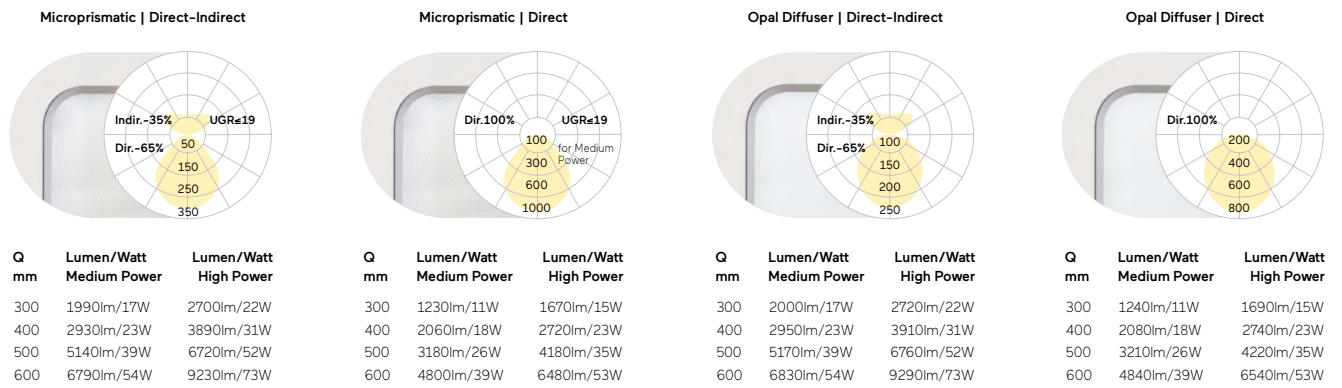 Microprismatic | Direct-Indirect
Indir.~35%
UGR≤19
Dir.~65%
50
150
250
350
Q Lumen/Watt Lumen/Watt
mm Medium Power High Power
300 1990lm/17W 2700lm/22W
400 2930lm/23W 3890lm/31W
500 5140lm/39W 6720lm/52W
600 6790lm/54W 9230lm/73W
Microprismatic | Direct
Dir.100%
UGR≤19
for Medium
Power
100
300
600
1000
Q Lumen/Watt Lumen/Watt
mm Medium Power High Power
300 1230lm/11W 1670lm/15W
400 2060lm/18W 2720lm/23W
500 3180lm/26W 4180lm/35W
600 4800lm/39W 6480lm/53W
Opal Diffuser | Direct-Indirect
Indir.~35%
Dir.~65%
100
150
200
250
Q Lumen/Watt Lumen/Watt
mm Medium Power High Power
300 2000lm/17W 2720lm/22W
400 2950lm/23W 3910lm/31W
500 5170lm/39W 6760lm/52W
600 6830lm/54W 9290lm/73W
Opal Diffuser | Direct
Dir.100%
200
400
600
800
Q Lumen/Watt Lumen/Watt
mm Medium Power High Power
300 1240lm/11W 1690lm/15W
400 2080lm/18W 2740lm/23W
500 3210lm/26W 4220lm/35W
600 4840lm/39W 6540lm/53W